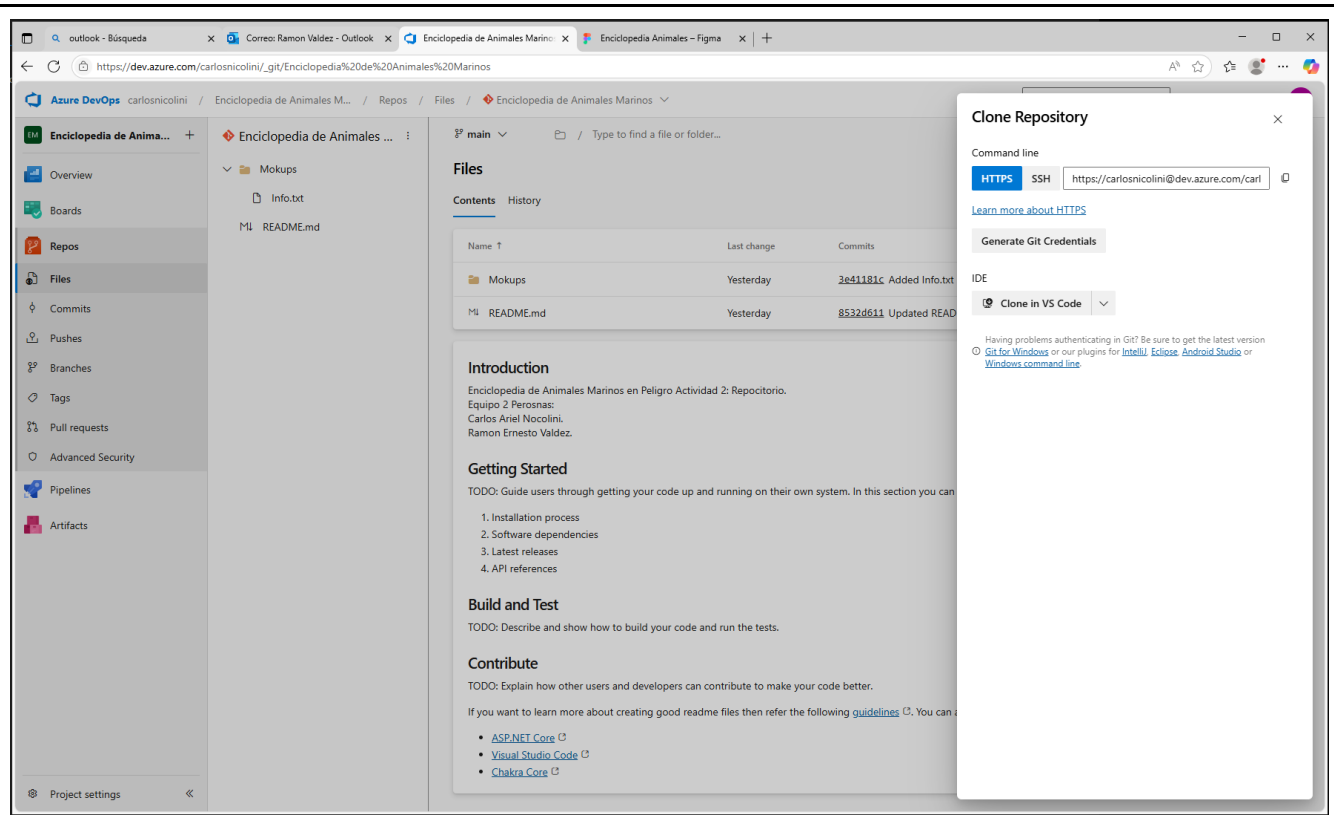 outlook - Búsqueda
Correo: Ramon Valdez - Outlook
Enciclopedia de Animales Marino
Enciclopedia Animales – Figma
https://dev.azure.com/carlosnicolini/_git/Enciclopedia%20de%20Animales%20Marinos
Azure DevOps carlosnicolini / Enciclopedia de Animales M... / Repos / Files / Enciclopedia de Animales Marinos
EM Enciclopedia de Anima... +
Overview
Boards
Repos
Files
Commits
Pushes
Branches
Tags
Pull requests
Advanced Security
Pipelines
Artifacts
Project settings
Enciclopedia de Animales ...
Mokups
Info.txt
README.md
main
/ Type to find a file or folder...
Files
Contents History
Name ↑ Last change Commits
Mokups Yesterday 3e41181c Added Info.txt
README.md Yesterday 8532d611 Updated READ
Introduction
Enciclopedia de Animales Marinos en Peligro Actividad 2: Repocitorio.
Equipo 2 Perosnas:
Carlos Ariel Nocolini.
Ramon Ernesto Valdez.
Getting Started
TODO: Guide users through getting your code up and running on their own system. In this section you can
1. Installation process
2. Software dependencies
3. Latest releases
4. API references
Build and Test
TODO: Describe and show how to build your code and run the tests.
Contribute
TODO: Explain how other users and developers can contribute to make your code better.
If you want to learn more about creating good readme files then refer the following guidelines. You can a
• ASP.NET Core
• Visual Studio Code
• Chakra Core
Clone Repository
Command line
HTTPS SSH https://carlosnicolini@dev.azure.com/carl
Learn more about HTTPS
Generate Git Credentials
IDE
Clone in VS Code
Having problems authenticating in Git? Be sure to get the latest version
Git for Windows or our plugins for IntelliJ, Eclipse, Android Studio or
Windows command line.